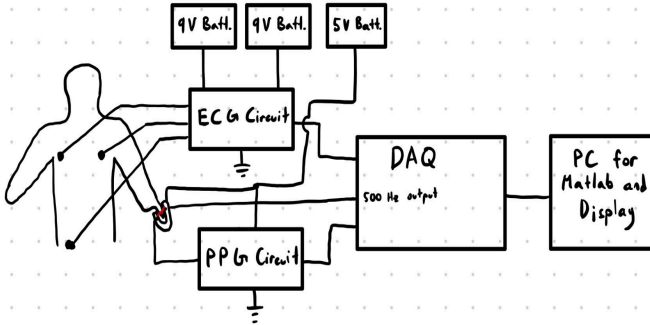 9V Batt.
9V Batt.
5V Batt.
ECG Circuit
DAQ
500 Hz output
PC for
Matlab and
Display
PPG Circuit